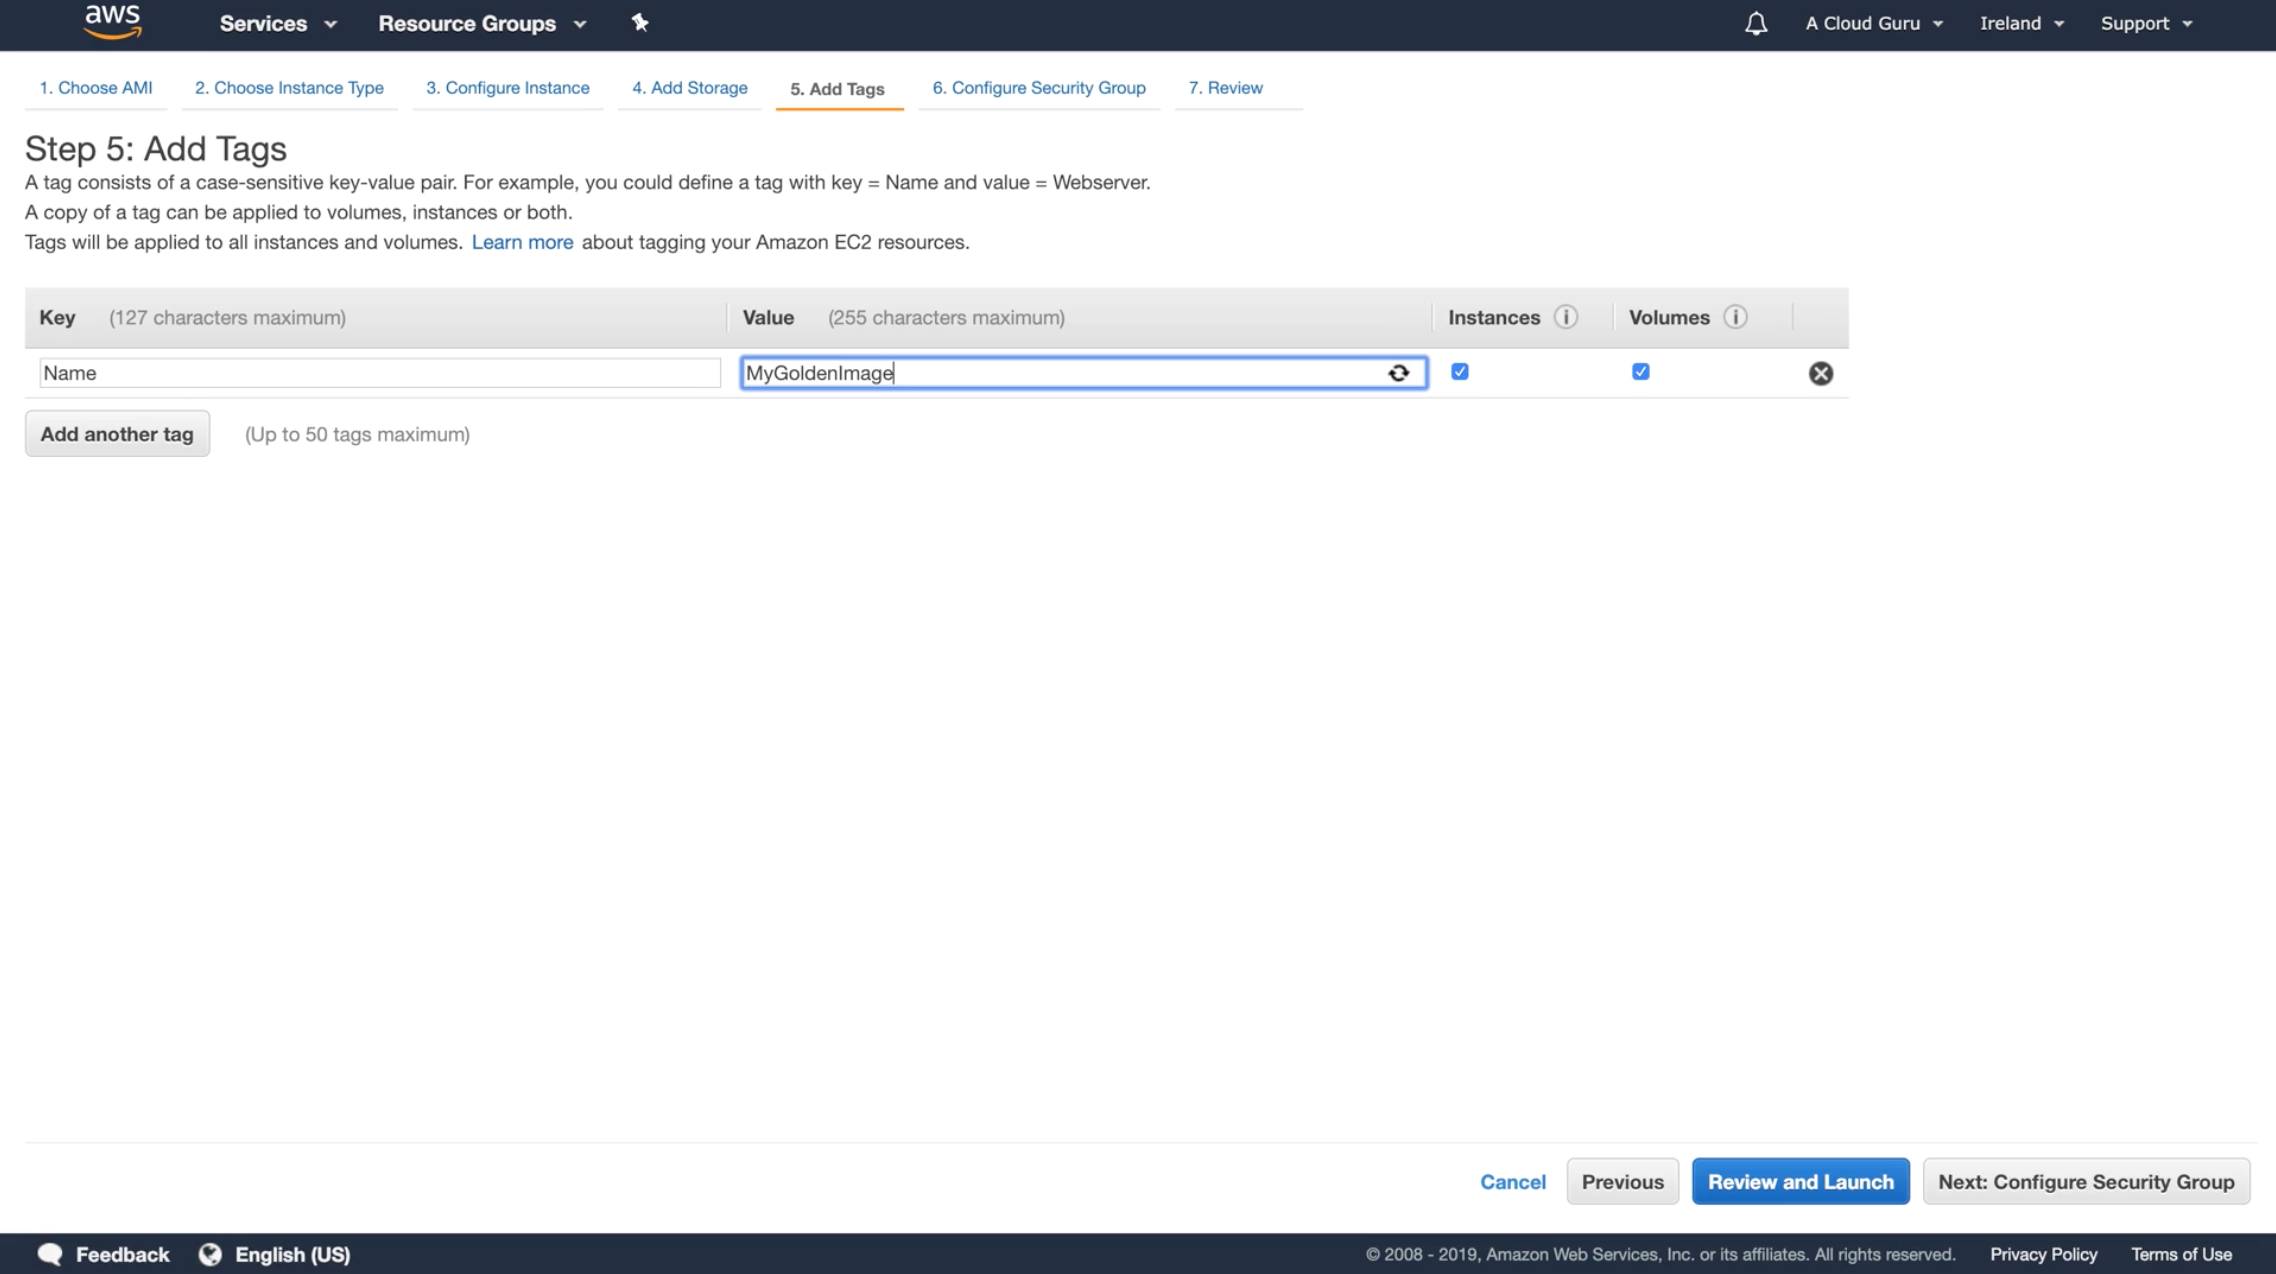 aws Services Resource Groups A Cloud Guru Ireland Support
1. Choose AMI 2. Choose Instance Type 3. Configure Instance 4. Add Storage 5. Add Tags 6. Configure Security Group 7. Review
Step 5: Add Tags
A tag consists of a case-sensitive key-value pair. For example, you could define a tag with key = Name and value = Webserver.
A copy of a tag can be applied to volumes, instances or both.
Tags will be applied to all instances and volumes. Learn more about tagging your Amazon EC2 resources.
Key (127 characters maximum) Value (255 characters maximum) Instances i Volumes i
Name MyGoldenImage
Add another tag (Up to 50 tags maximum)
Cancel Previous Review and Launch Next: Configure Security Group
Feedback English (US) © 2008 - 2019, Amazon Web Services, Inc. or its affiliates. All rights reserved. Privacy Policy Terms of Use